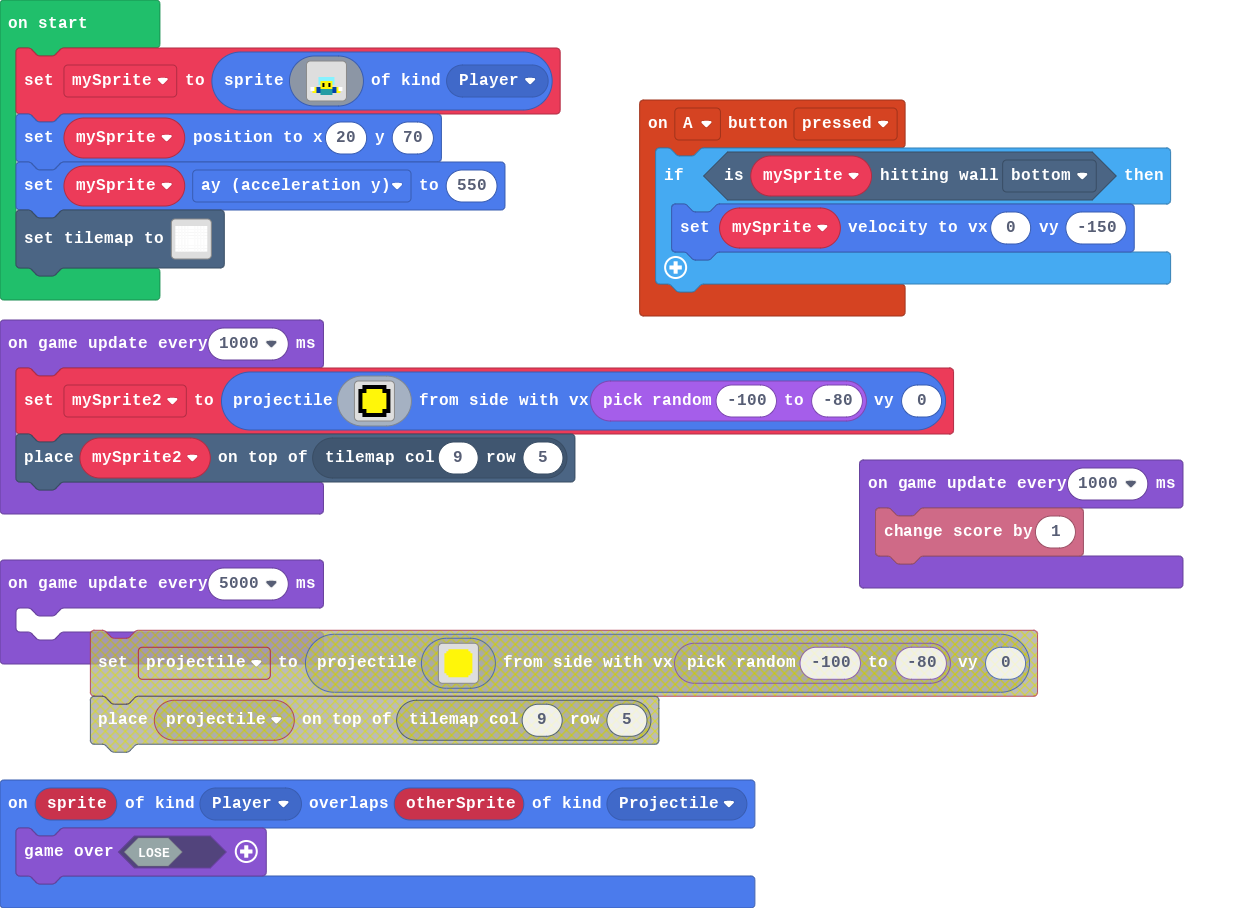 on start
set mySprite to sprite of kind Player
set mySprite position to x 20 y 70
set mySprite ay (acceleration y) to 550
set tilemap to
on A button pressed
if is mySprite hitting wall bottom then
set mySprite velocity to vx 0 vy -150
on game update every 1000 ms
set mySprite2 to projectile from side with vx pick random -100 to -80 vy 0
place mySprite2 on top of tilemap col 9 row 5
on game update every 1000 ms
change score by 1
on game update every 5000 ms
set projectile to projectile from side with vx pick random -100 to -80 vy 0
place projectile on top of tilemap col 9 row 5
on sprite of kind Player overlaps otherSprite of kind Projectile
game over LOSE